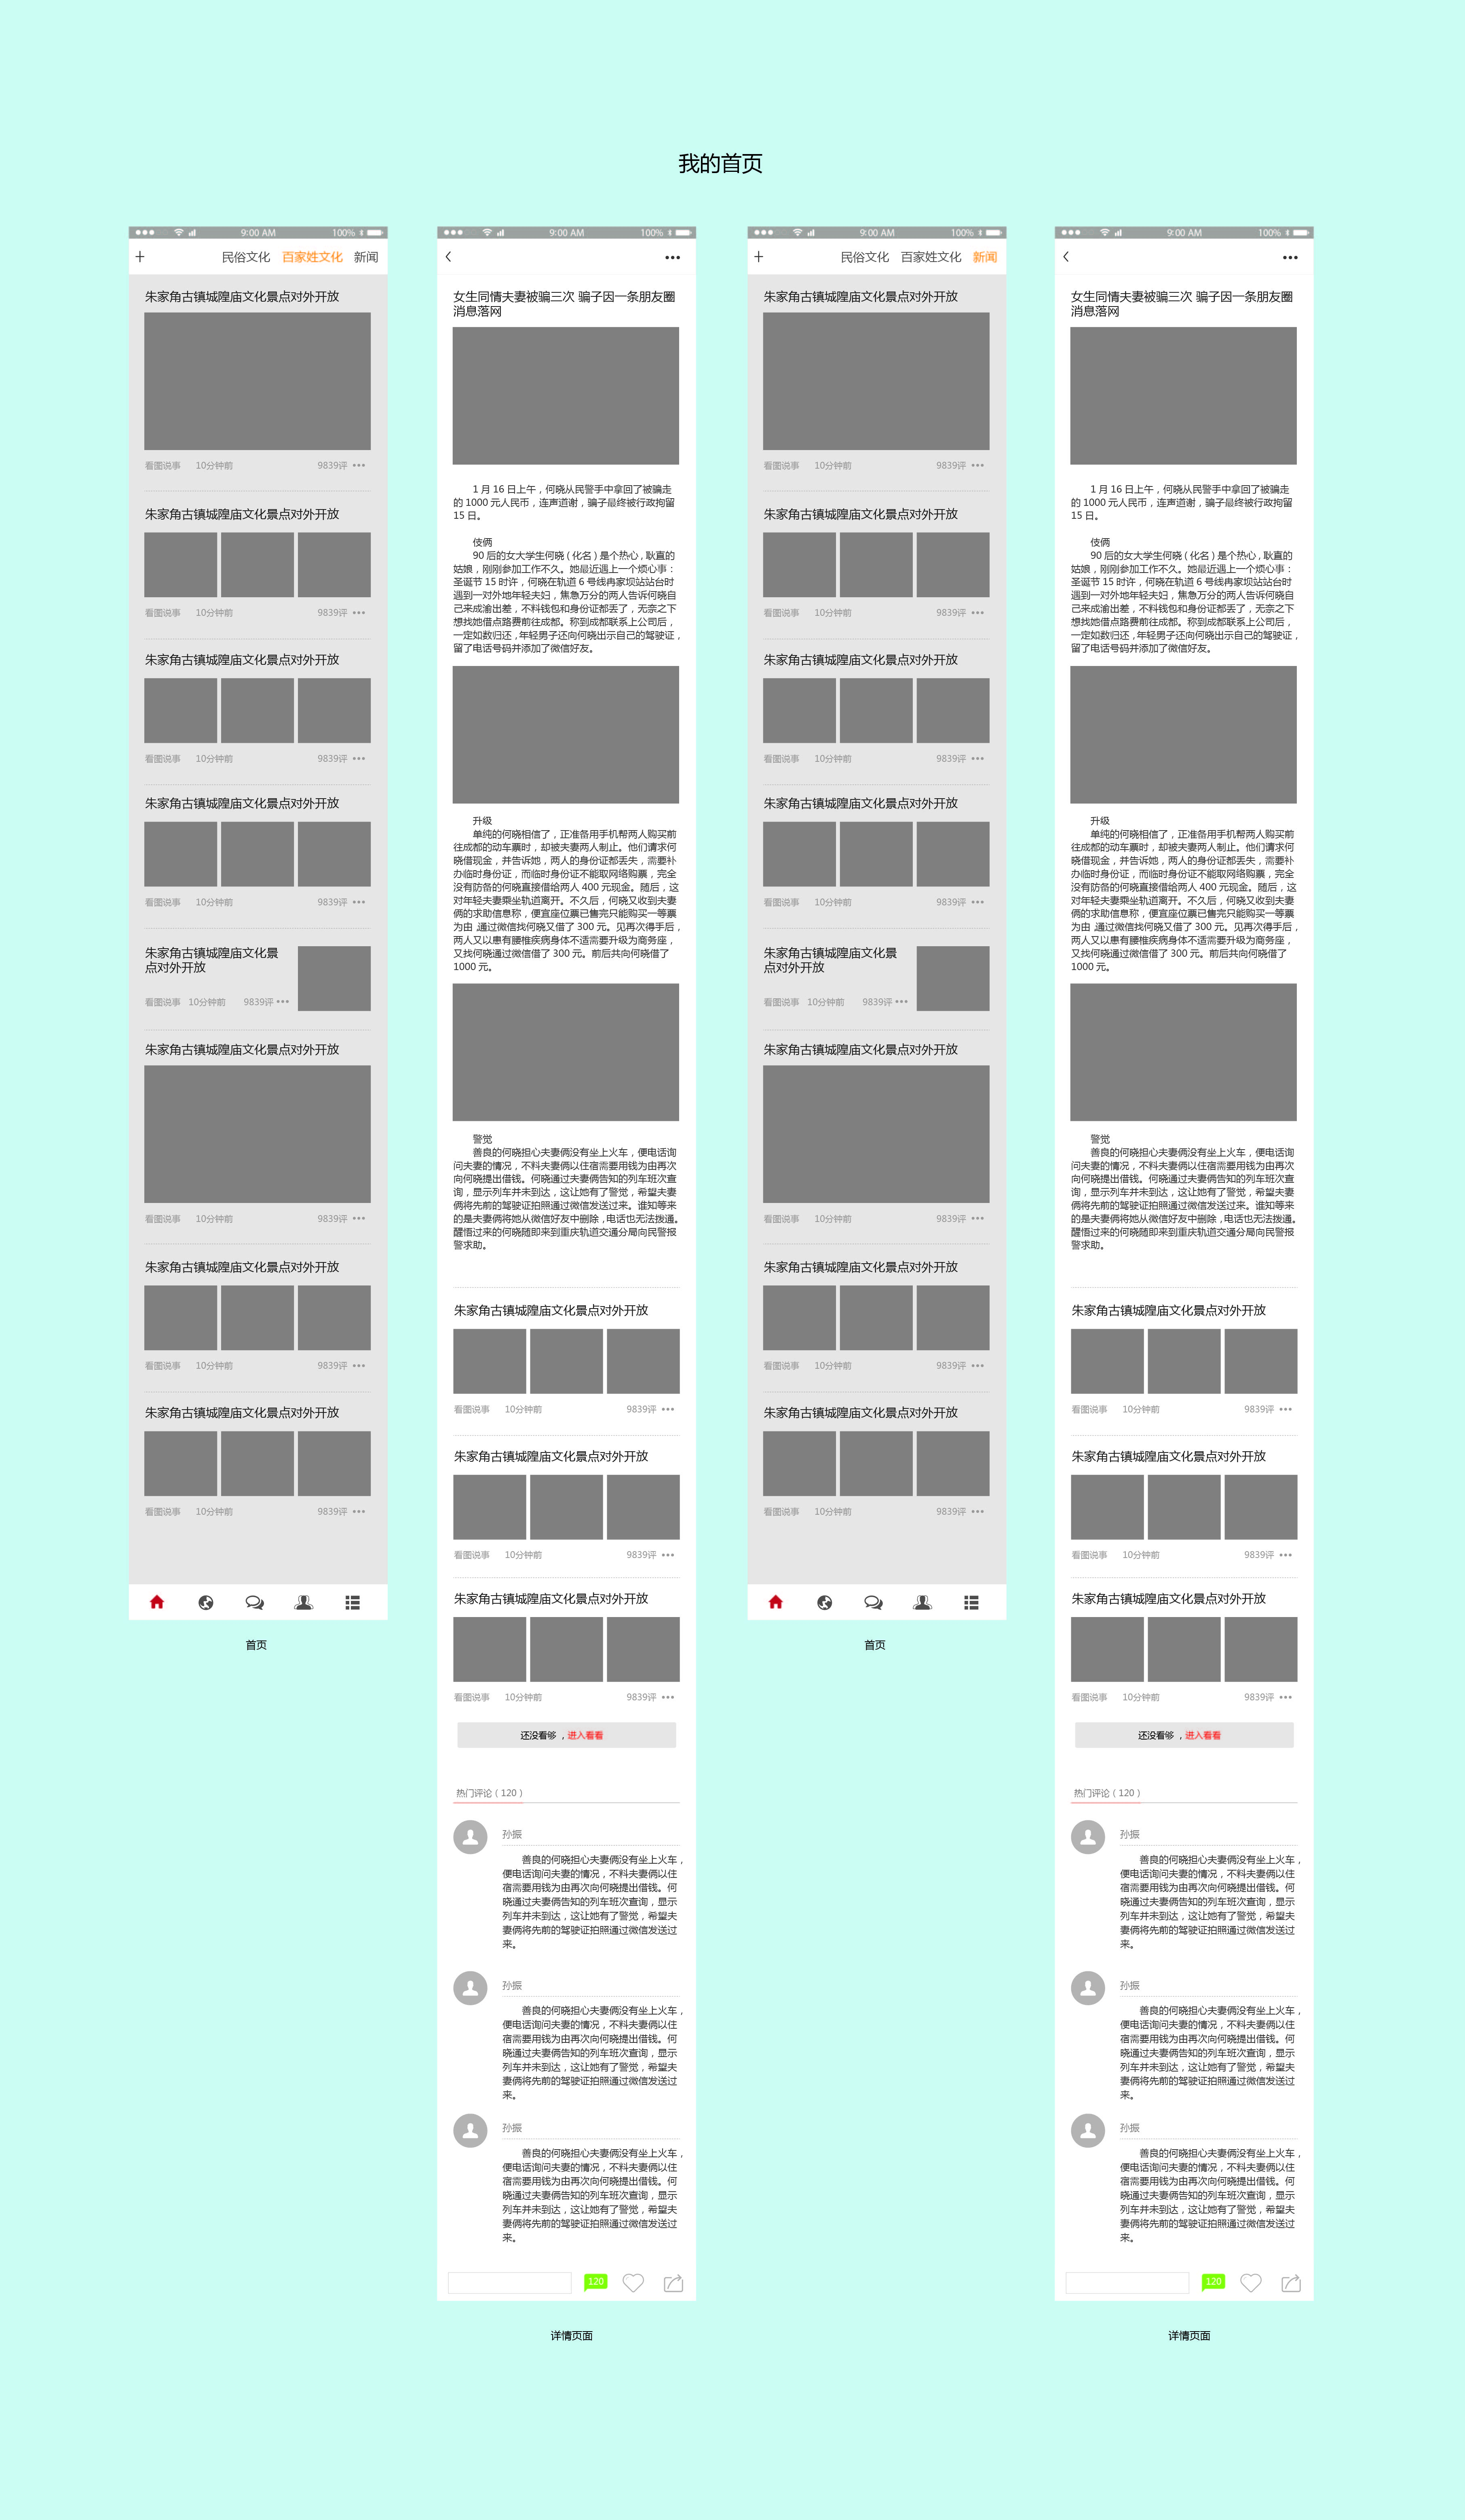 我的首页
9:00 AM 100%
民俗文化 百家姓文化 新闻
朱家角古镇城隍庙文化景点对外开放
看图说事 10分钟前 9839评
朱家角古镇城隍庙文化景点对外开放
看图说事 10分钟前 9839评
朱家角古镇城隍庙文化景点对外开放
看图说事 10分钟前 9839评
朱家角古镇城隍庙文化景点对外开放
看图说事 10分钟前 9839评
朱家角古镇城隍庙文化景
点对外开放
看图说事 10分钟前 9839评
朱家角古镇城隍庙文化景点对外开放
看图说事 10分钟前 9839评
朱家角古镇城隍庙文化景点对外开放
看图说事 10分钟前 9839评
朱家角古镇城隍庙文化景点对外开放
看图说事 10分钟前 9839评
首页
9:00 AM 100%
女生同情夫妻被骗三次 骗子因一条朋友圈
消息落网
1 月 16 日上午，何晓从民警手中拿回了被骗走
的 1000 元人民币，连声道谢，骗子最终被行政拘留
15 日。
伎俩
90 后的女大学生何晓 ( 化名 ) 是个热心 , 耿直的
姑娘，刚刚参加工作不久。她最近遇上一个烦心事：
圣诞节 15 时许，何晓在轨道 6 号线冉家坝站站台时
遇到一对外地年轻夫妇，焦急万分的两人告诉何晓自
己来成渝出差，不料钱包和身份证都丢了，无奈之下
想找她借点路费前往成都。称到成都联系上公司后，
一定如数归还 , 年轻男子还向何晓出示自己的驾驶证，
留了电话号码并添加了微信好友。
升级
单纯的何晓相信了，正准备用手机帮两人购买前
往成都的动车票时，却被夫妻两人制止。他们请求何
晓借现金，并告诉她，两人的身份证都丢失，需要补
办临时身份证，而临时身份证不能取网络购票，完全
没有防备的何晓直接借给两人 400 元现金。随后，这
对年轻夫妻乘坐轨道离开。不久后，何晓又收到夫妻
俩的求助信息称，便宜座位票已售完只能购买一等票
为由 ,通过微信找何晓又借了 300 元。见再次得手后，
两人又以患有腰椎疾病身体不适需要升级为商务座，
又找何晓通过微信借了 300 元。前后共向何晓借了
1000 元。
警觉
善良的何晓担心夫妻俩没有坐上火车，便电话询
问夫妻的情况，不料夫妻俩以住宿需要用钱为由再次
向何晓提出借钱。何晓通过夫妻俩告知的列车班次查
询，显示列车并未到达，这让她有了警觉，希望夫妻
俩将先前的驾驶证拍照通过微信发送过来。谁知等来
的是夫妻俩将她从微信好友中删除 , 电话也无法拨通。
醒悟过来的何晓随即来到重庆轨道交通分局向民警报
警求助。
朱家角古镇城隍庙文化景点对外开放
看图说事 10分钟前 9839评
朱家角古镇城隍庙文化景点对外开放
看图说事 10分钟前 9839评
朱家角古镇城隍庙文化景点对外开放
看图说事 10分钟前 9839评
还没看够 ，进入看看
热门评论 ( 120 )
孙振
善良的何晓担心夫妻俩没有坐上火车，
便电话询问夫妻的情况，不料夫妻俩以住
宿需要用钱为由再次向何晓提出借钱。何
晓通过夫妻俩告知的列车班次查询，显示
列车并未到达，这让她有了警觉，希望夫
妻俩将先前的驾驶证拍照通过微信发送过
来。
孙振
善良的何晓担心夫妻俩没有坐上火车，
便电话询问夫妻的情况，不料夫妻俩以住
宿需要用钱为由再次向何晓提出借钱。何
晓通过夫妻俩告知的列车班次查询，显示
列车并未到达，这让她有了警觉，希望夫
妻俩将先前的驾驶证拍照通过微信发送过
来。
孙振
善良的何晓担心夫妻俩没有坐上火车，
便电话询问夫妻的情况，不料夫妻俩以住
宿需要用钱为由再次向何晓提出借钱。何
晓通过夫妻俩告知的列车班次查询，显示
列车并未到达，这让她有了警觉，希望夫
妻俩将先前的驾驶证拍照通过微信发送过
来。
120
详情页面
9:00 AM 100%
民俗文化 百家姓文化 新闻
朱家角古镇城隍庙文化景点对外开放
看图说事 10分钟前 9839评
朱家角古镇城隍庙文化景点对外开放
看图说事 10分钟前 9839评
朱家角古镇城隍庙文化景点对外开放
看图说事 10分钟前 9839评
朱家角古镇城隍庙文化景点对外开放
看图说事 10分钟前 9839评
朱家角古镇城隍庙文化景
点对外开放
看图说事 10分钟前 9839评
朱家角古镇城隍庙文化景点对外开放
看图说事 10分钟前 9839评
朱家角古镇城隍庙文化景点对外开放
看图说事 10分钟前 9839评
朱家角古镇城隍庙文化景点对外开放
看图说事 10分钟前 9839评
首页
9:00 AM 100%
女生同情夫妻被骗三次 骗子因一条朋友圈
消息落网
1 月 16 日上午，何晓从民警手中拿回了被骗走
的 1000 元人民币，连声道谢，骗子最终被行政拘留
15 日。
伎俩
90 后的女大学生何晓 ( 化名 ) 是个热心 , 耿直的
姑娘，刚刚参加工作不久。她最近遇上一个烦心事：
圣诞节 15 时许，何晓在轨道 6 号线冉家坝站站台时
遇到一对外地年轻夫妇，焦急万分的两人告诉何晓自
己来成渝出差，不料钱包和身份证都丢了，无奈之下
想找她借点路费前往成都。称到成都联系上公司后，
一定如数归还 , 年轻男子还向何晓出示自己的驾驶证，
留了电话号码并添加了微信好友。
升级
单纯的何晓相信了，正准备用手机帮两人购买前
往成都的动车票时，却被夫妻两人制止。他们请求何
晓借现金，并告诉她，两人的身份证都丢失，需要补
办临时身份证，而临时身份证不能取网络购票，完全
没有防备的何晓直接借给两人 400 元现金。随后，这
对年轻夫妻乘坐轨道离开。不久后，何晓又收到夫妻
俩的求助信息称，便宜座位票已售完只能购买一等票
为由 ,通过微信找何晓又借了 300 元。见再次得手后，
两人又以患有腰椎疾病身体不适需要升级为商务座，
又找何晓通过微信借了 300 元。前后共向何晓借了
1000 元。
警觉
善良的何晓担心夫妻俩没有坐上火车，便电话询
问夫妻的情况，不料夫妻俩以住宿需要用钱为由再次
向何晓提出借钱。何晓通过夫妻俩告知的列车班次查
询，显示列车并未到达，这让她有了警觉，希望夫妻
俩将先前的驾驶证拍照通过微信发送过来。谁知等来
的是夫妻俩将她从微信好友中删除 , 电话也无法拨通。
醒悟过来的何晓随即来到重庆轨道交通分局向民警报
警求助。
朱家角古镇城隍庙文化景点对外开放
看图说事 10分钟前 9839评
朱家角古镇城隍庙文化景点对外开放
看图说事 10分钟前 9839评
朱家角古镇城隍庙文化景点对外开放
看图说事 10分钟前 9839评
还没看够 ，进入看看
热门评论 ( 120 )
孙振
善良的何晓担心夫妻俩没有坐上火车，
便电话询问夫妻的情况，不料夫妻俩以住
宿需要用钱为由再次向何晓提出借钱。何
晓通过夫妻俩告知的列车班次查询，显示
列车并未到达，这让她有了警觉，希望夫
妻俩将先前的驾驶证拍照通过微信发送过
来。
孙振
善良的何晓担心夫妻俩没有坐上火车，
便电话询问夫妻的情况，不料夫妻俩以住
宿需要用钱为由再次向何晓提出借钱。何
晓通过夫妻俩告知的列车班次查询，显示
列车并未到达，这让她有了警觉，希望夫
妻俩将先前的驾驶证拍照通过微信发送过
来。
孙振
善良的何晓担心夫妻俩没有坐上火车，
便电话询问夫妻的情况，不料夫妻俩以住
宿需要用钱为由再次向何晓提出借钱。何
晓通过夫妻俩告知的列车班次查询，显示
列车并未到达，这让她有了警觉，希望夫
妻俩将先前的驾驶证拍照通过微信发送过
来。
120
详情页面